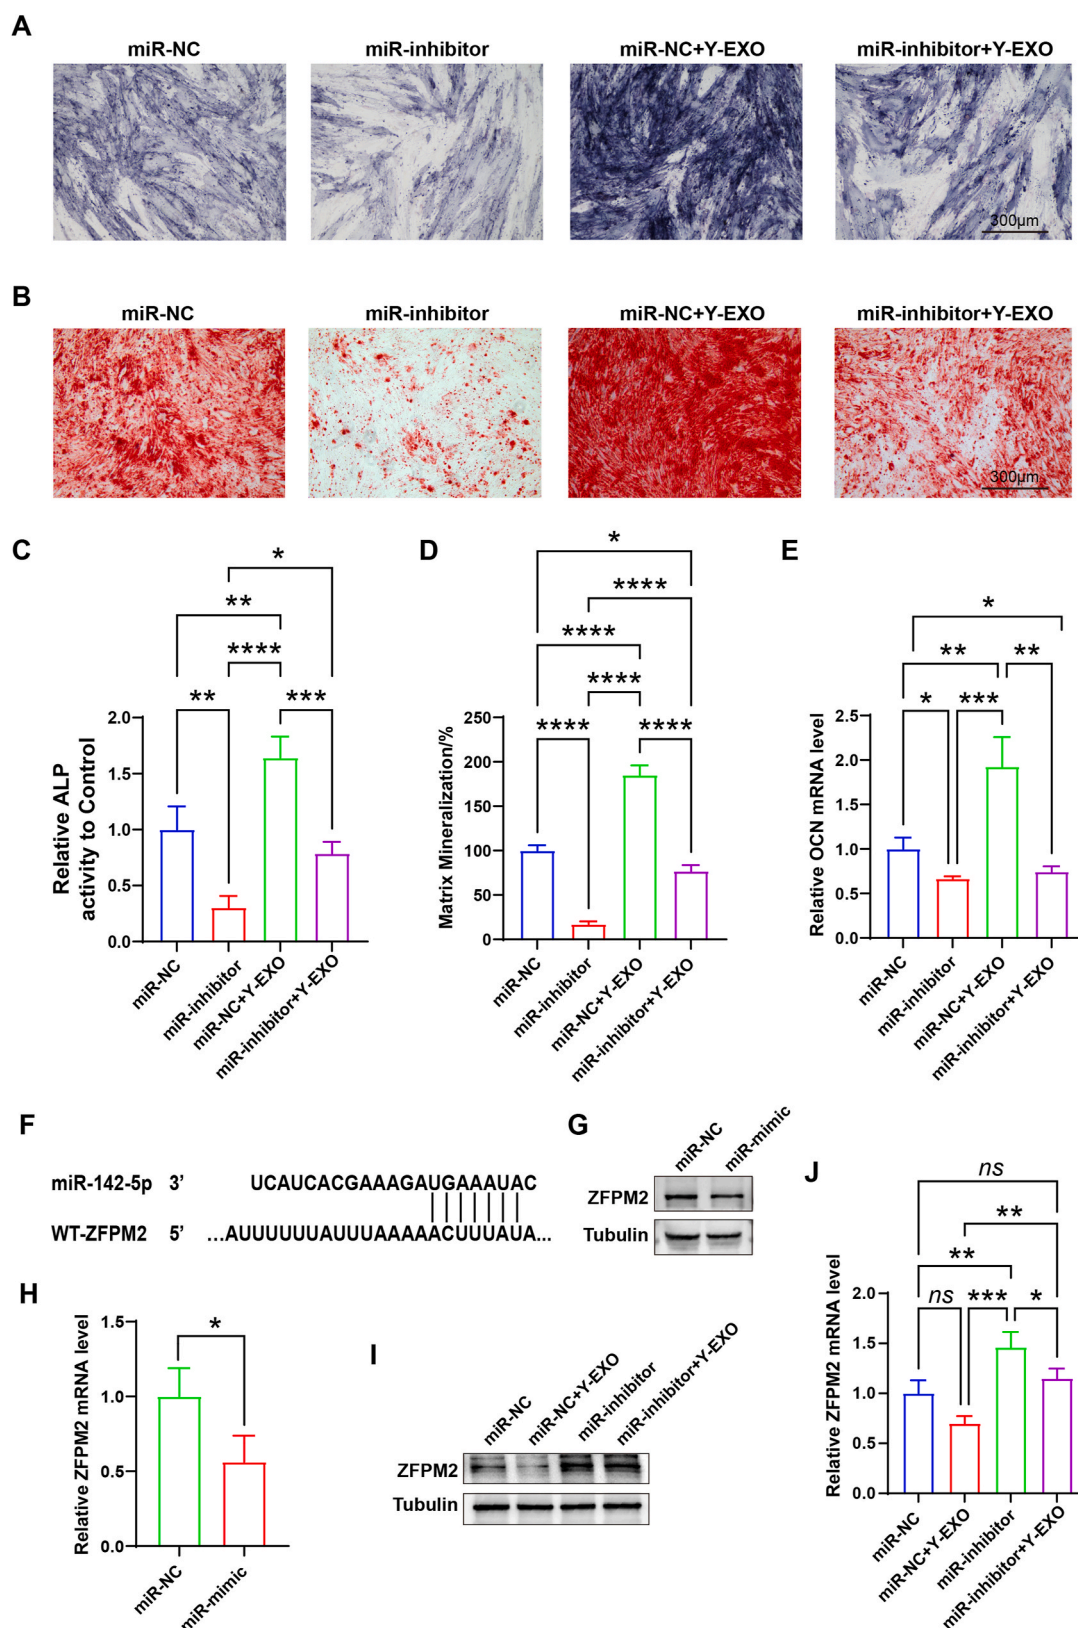 A
miR-NC miR-inhibitor miR-NC+Y-EXO miR-inhibitor+Y-EXO
300μm
B
miR-NC miR-inhibitor miR-NC+Y-EXO miR-inhibitor+Y-EXO
300μm
C
*
**
****
** ***
Relative ALP
activity to Control
2.0
1.5
1.0
0.5
0.0
miR-NC
miR-inhibitor
miR-NC+Y-EXO
miR-inhibitor+Y-EXO
D
*
****
****
****
**** ****
Matrix Mineralization/%
250
200
150
100
50
0
miR-NC
miR-inhibitor
miR-NC+Y-EXO
miR-inhibitor+Y-EXO
E
*
** **
* ***
Relative OCN mRNA level
2.5
2.0
1.5
1.0
0.5
0.0
miR-NC
miR-inhibitor
miR-NC+Y-EXO
miR-inhibitor+Y-EXO
F
miR-142-5p 3’ UCAUCACGAAAGAUGAAAUAC
WT-ZFPM2 5’ ...AUUUUUUAUUUAAAAACUUUAUA...
G
miR-NC miR-mimic
ZFPM2
Tubulin
H
*
Relative ZFPM2 mRNA level
1.5
1.0
0.5
0.0
miR-NC
miR-mimic
I
miR-NC
miR-NC+Y-EXO
miR-inhibitor
miR-inhibitor+Y-EXO
ZFPM2
Tubulin
J
ns
**
**
ns *** *
Relative ZFPM2 mRNA level
2.0
1.5
1.0
0.5
0.0
miR-NC
miR-NC+Y-EXO
miR-inhibitor
miR-inhibitor+Y-EXO